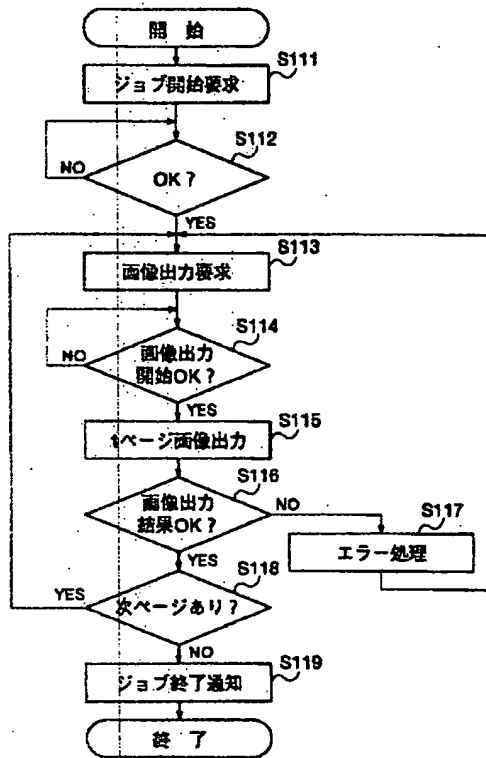 開 始
S111
ジョブ開始要求
S112
NO
OK?
YES
S113
画像出力要求
S114
NO
画像出力
開始OK?
YES
S115
1ページ画像出力
S116
画像出力
結果OK?
NO
S117
エラー処理
YES
S118
YES
次ページあり?
NO
S119
ジョブ終了通知
終 了